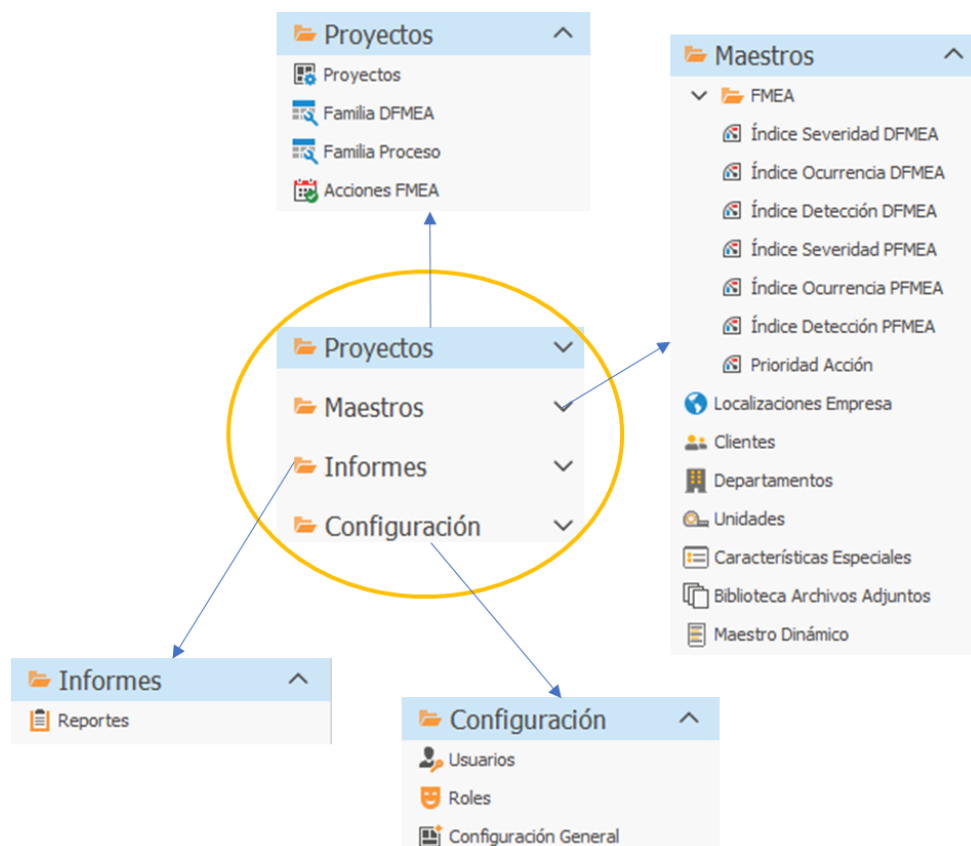 Proyectos
Proyectos
Familia DFMEA
Familia Proceso
Acciones FMEA
Maestros
FMEA
Índice Severidad DFMEA
Índice Ocurrencia DFMEA
Índice Detección DFMEA
Índice Severidad PFMEA
Índice Ocurrencia PFMEA
Índice Detección PFMEA
Prioridad Acción
Localizaciones Empresa
Clientes
Departamentos
Unidades
Características Especiales
Biblioteca Archivos Adjuntos
Maestro Dinámico
Proyectos
Maestros
Informes
Configuración
Informes
Reportes
Configuración
Usuarios
Roles
Configuración General